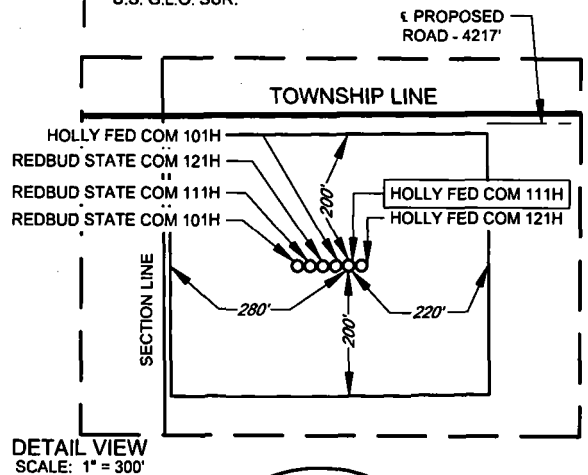 U.S. G.L.O. SUR.
℄ PROPOSED
ROAD - 4217'
TOWNSHIP LINE
HOLLY FED COM 101H
REDBUD STATE COM 121H
REDBUD STATE COM 111H
REDBUD STATE COM 101H
HOLLY FED COM 111H
HOLLY FED COM 121H
200'
280'
220'
200'
SECTION LINE
DETAIL VIEW
SCALE: 1" = 300'